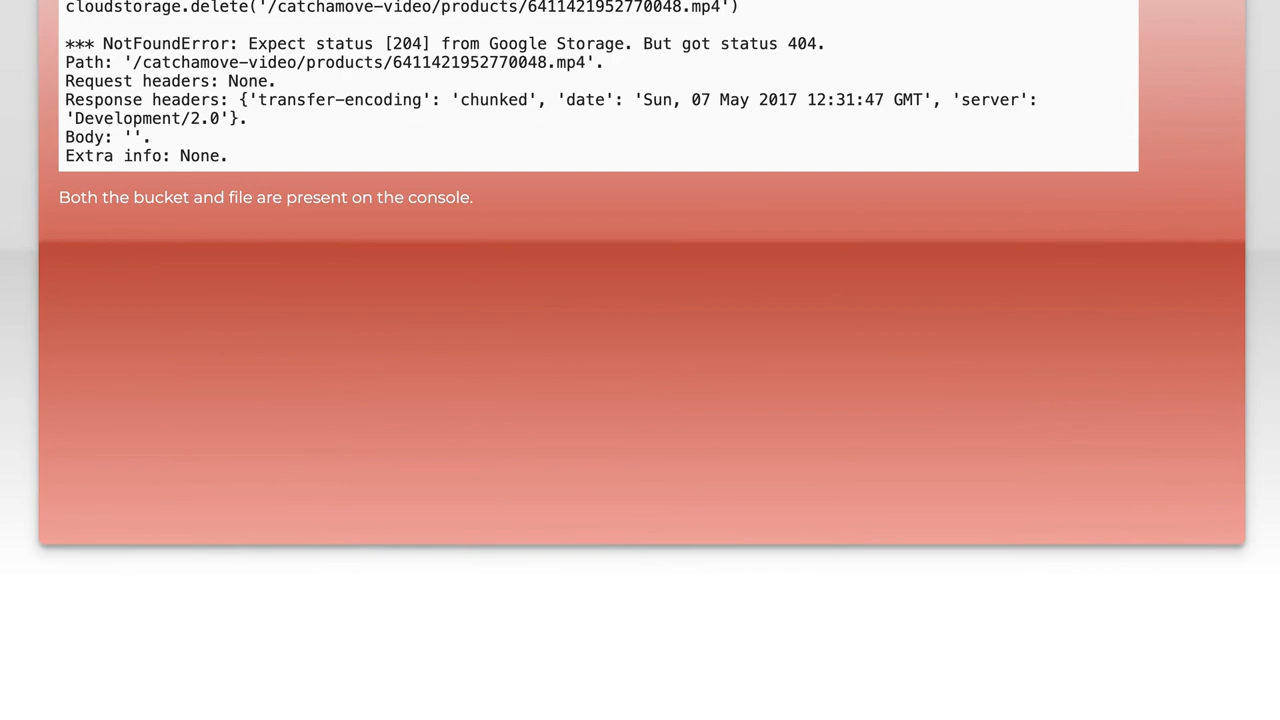 cloudstorage.delete('/catchamove-video/products/6411421952770048.mp4')
*** NotFoundError: Expect status [204] from Google Storage. But got status 404.
Path: '/catchamove-video/products/6411421952770048.mp4'.
Request headers: None.
Response headers: {'transfer-encoding': 'chunked', 'date': 'Sun, 07 May 2017 12:31:47 GMT', 'server':
'Development/2.0'}.
Body: ''.
Extra info: None.
Both the bucket and file are present on the console.